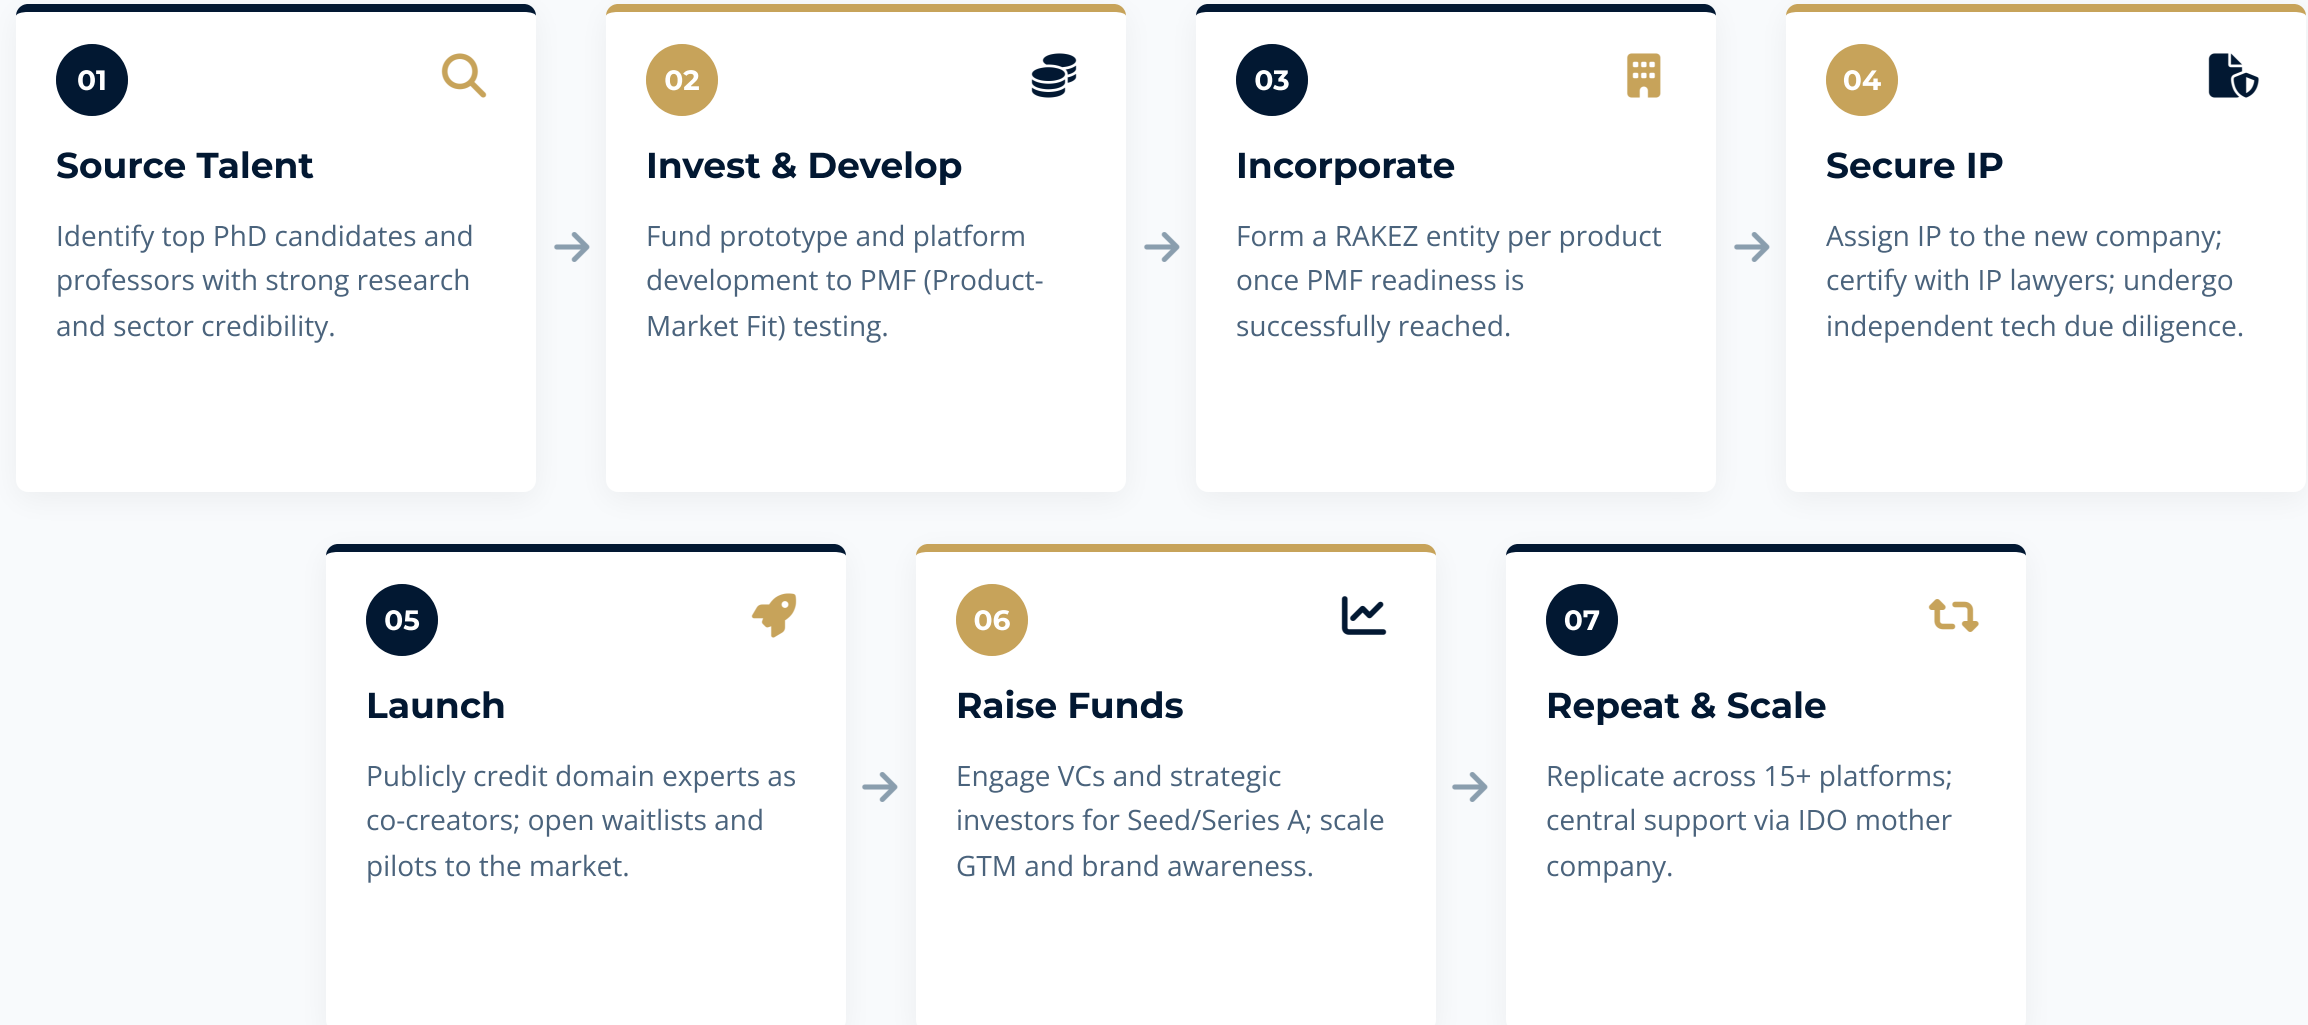 01
Source Talent
Identify top PhD candidates and
professors with strong research
and sector credibility.
02
Invest & Develop
Fund prototype and platform
development to PMF (Product-
Market Fit) testing.
03
Incorporate
Form a RAKEZ entity per product
once PMF readiness is
successfully reached.
04
Secure IP
Assign IP to the new company;
certify with IP lawyers; undergo
independent tech due diligence.
05
Launch
Publicly credit domain experts as
co-creators; open waitlists and
pilots to the market.
06
Raise Funds
Engage VCs and strategic
investors for Seed/Series A; scale
GTM and brand awareness.
07
Repeat & Scale
Replicate across 15+ platforms;
central support via IDO mother
company.